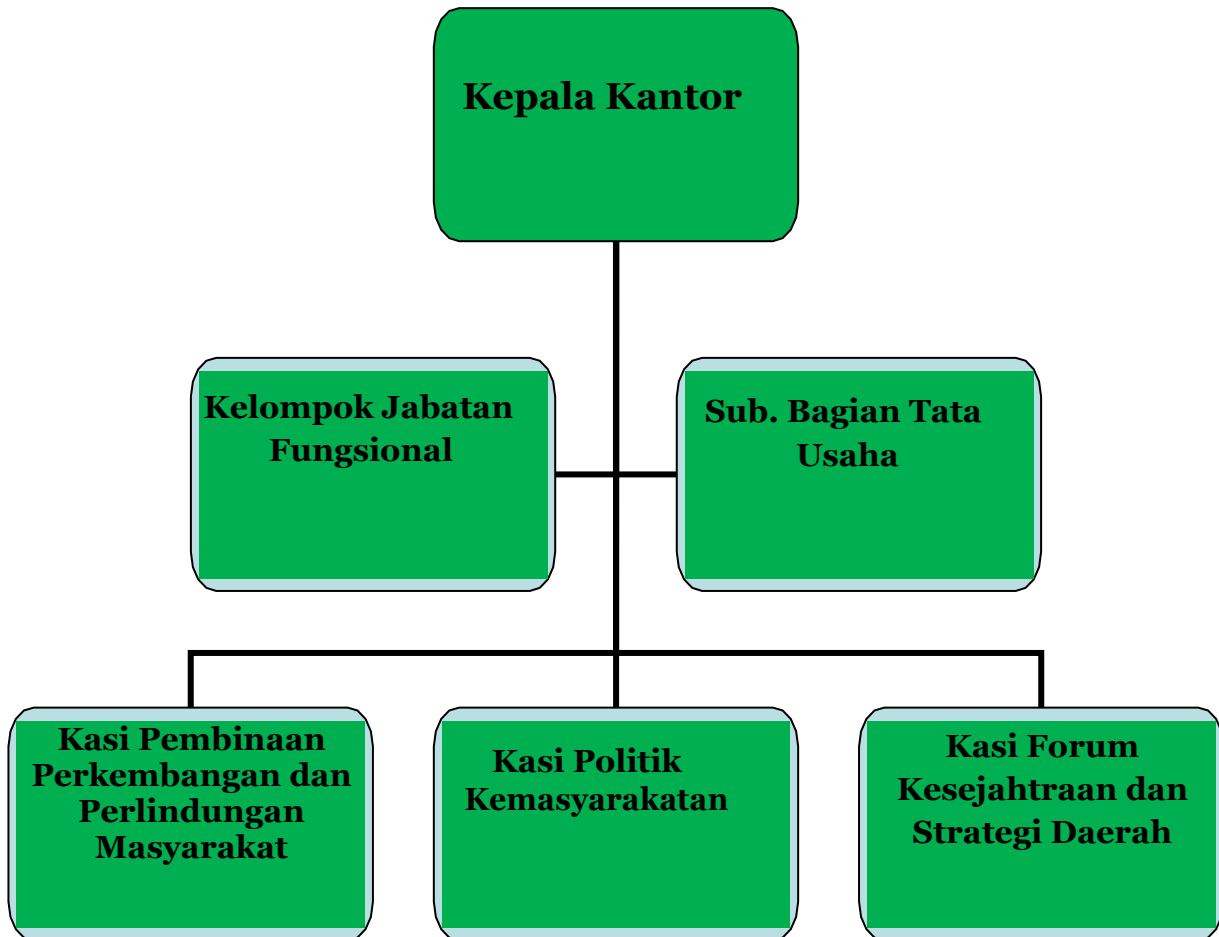 Kepala Kantor
Kelompok Jabatan
Fungsional
Sub. Bagian Tata
Usaha
Kasi Pembinaan
Perkembangan dan
Perlindungan
Masyarakat
Kasi Politik
Kemasyarakatan
Kasi Forum
Kesejahtraan dan
Strategi Daerah